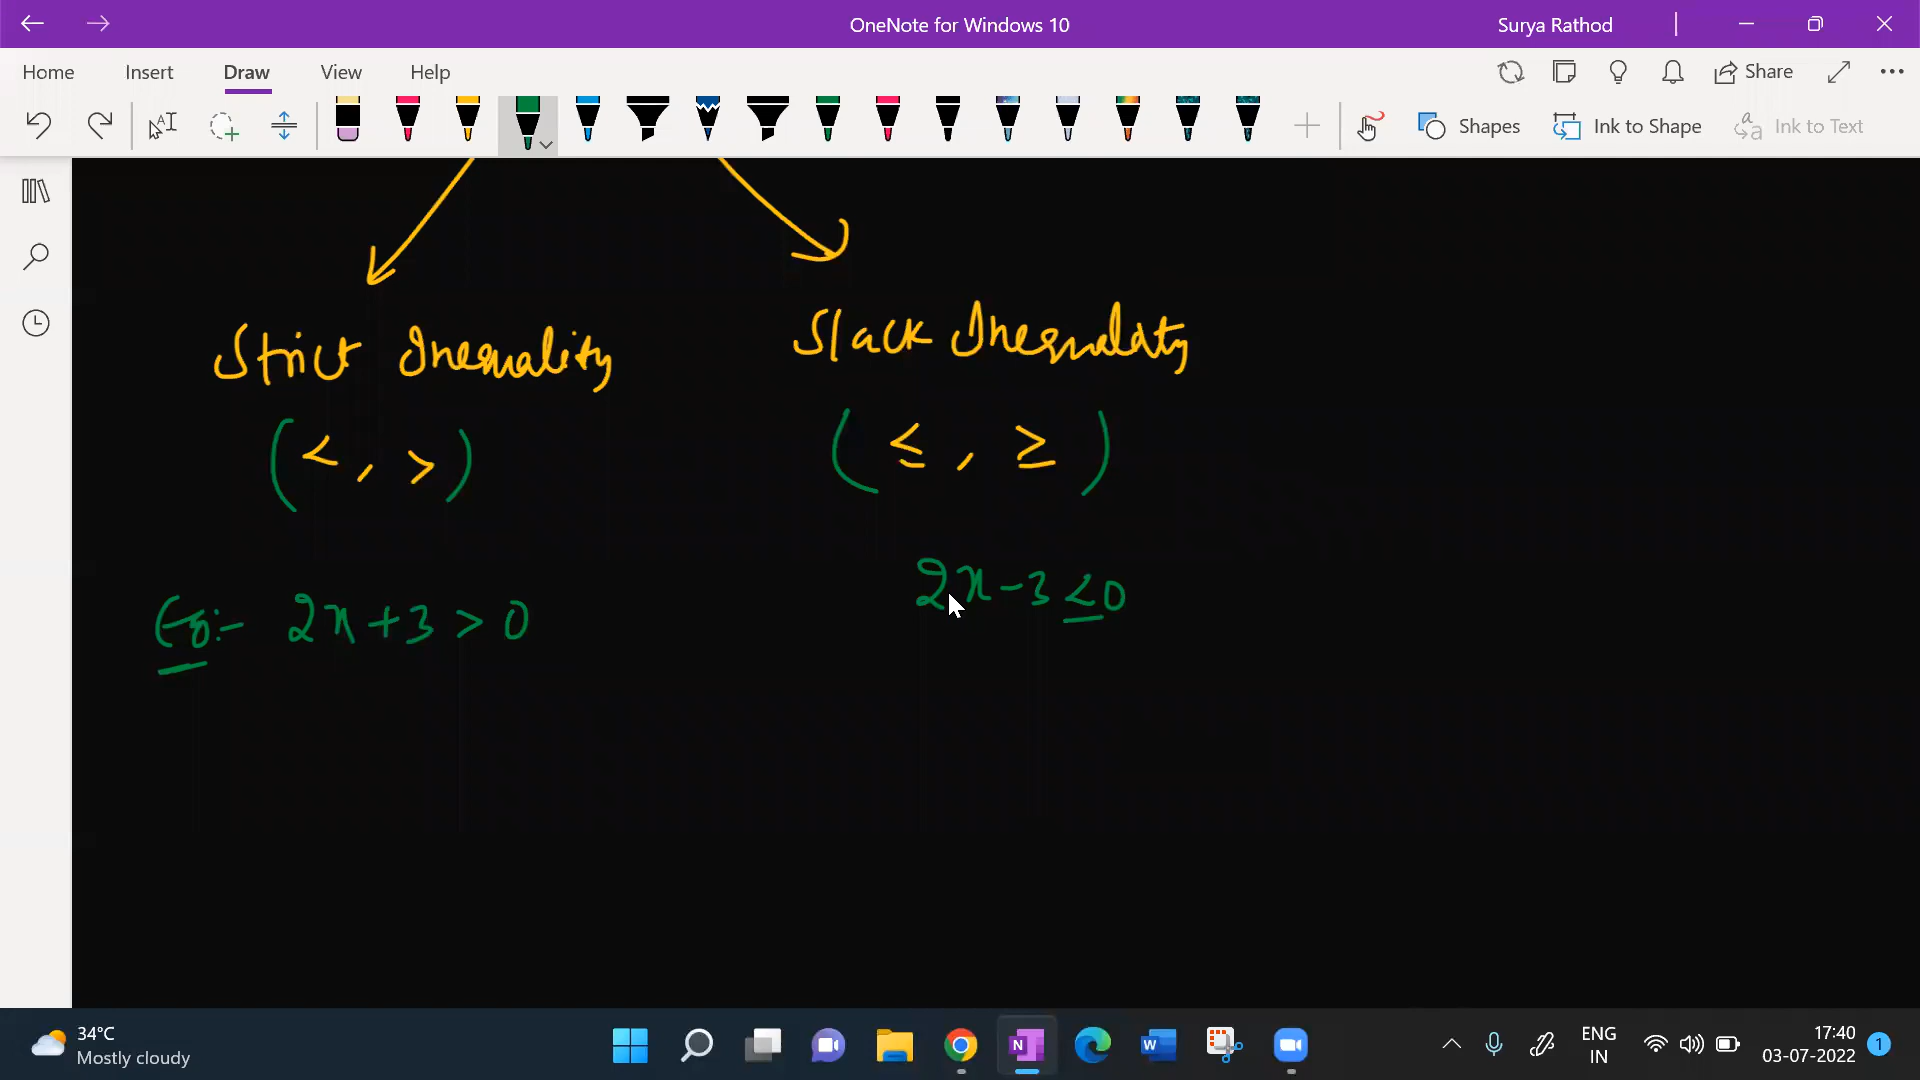 OneNote for Windows 10
Surya Rathod
Home Insert Draw View Help
Share
Shapes Ink to Shape Ink to Text
Strict Inequality
Slack Inequalaty
( < , > )
( ≤ , ≥ )
Eg:- 2x+3 > 0
2x-3 ≤ 0
34°C
Mostly cloudy
ENG
IN
17:40
03-07-2022
1